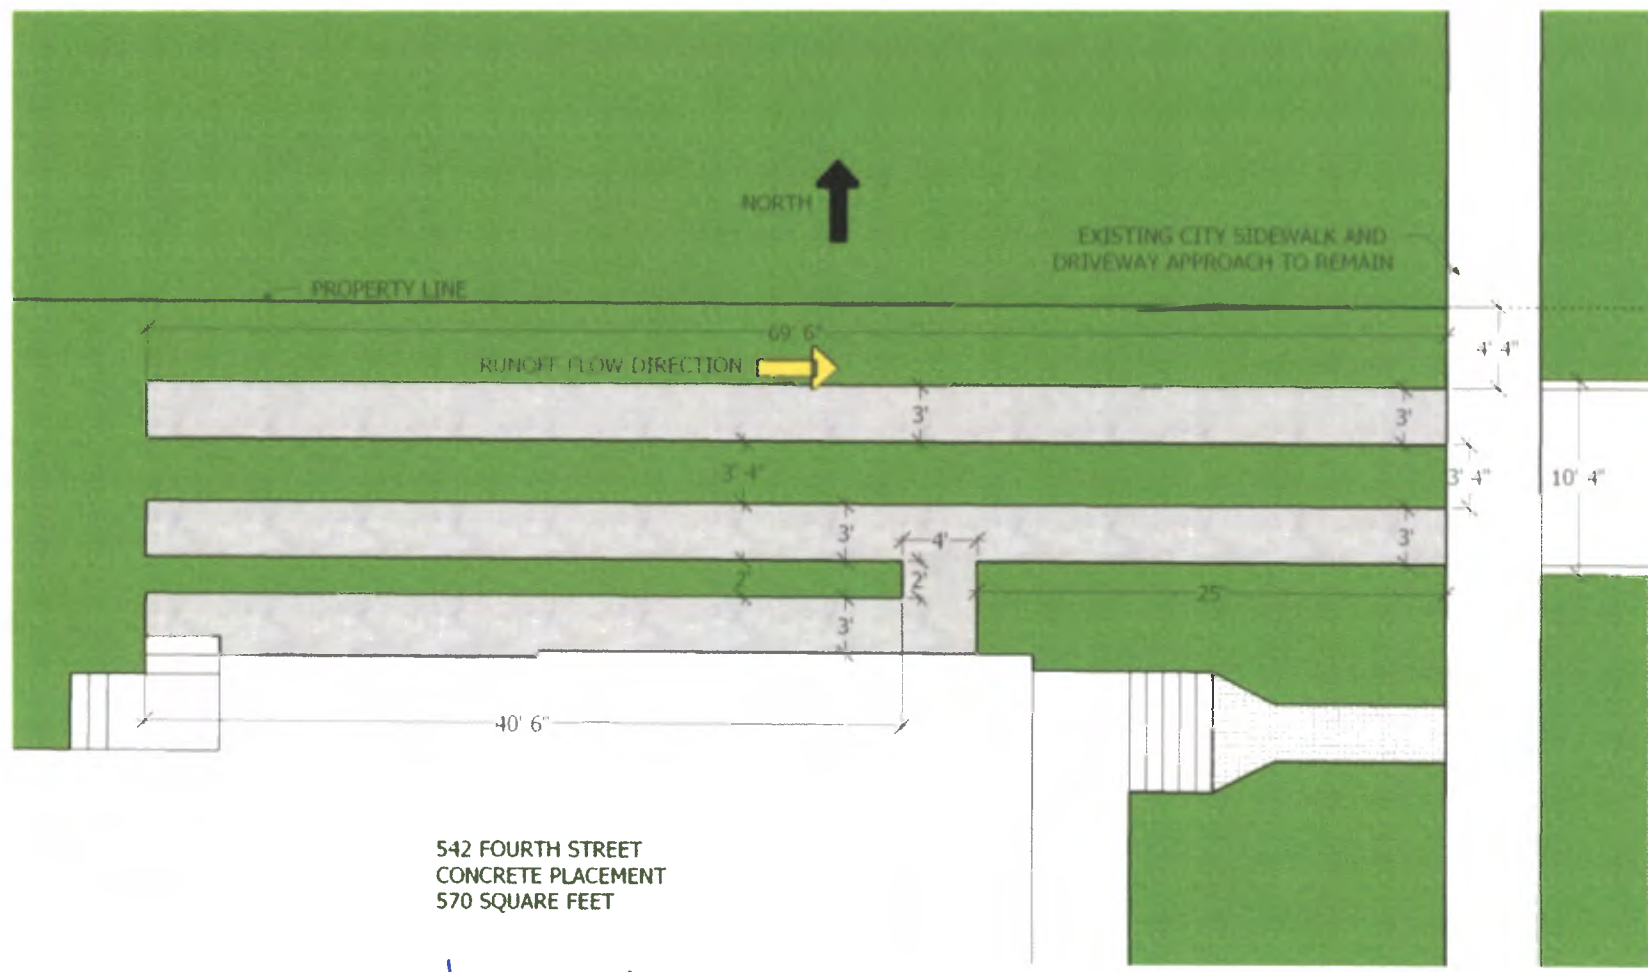 NORTH
EXISTING CITY SIDEWALK AND
DRIVEWAY APPROACH TO REMAIN
PROPERTY LINE
69' 6"
4' 4"
RUNOFF FLOW DIRECTION
3'
3'
3' 4"
3' 4"
10' 4"
3'
4'
3'
2'
2'
25'
3'
40' 6"
542 FOURTH STREET
CONCRETE PLACEMENT
570 SQUARE FEET